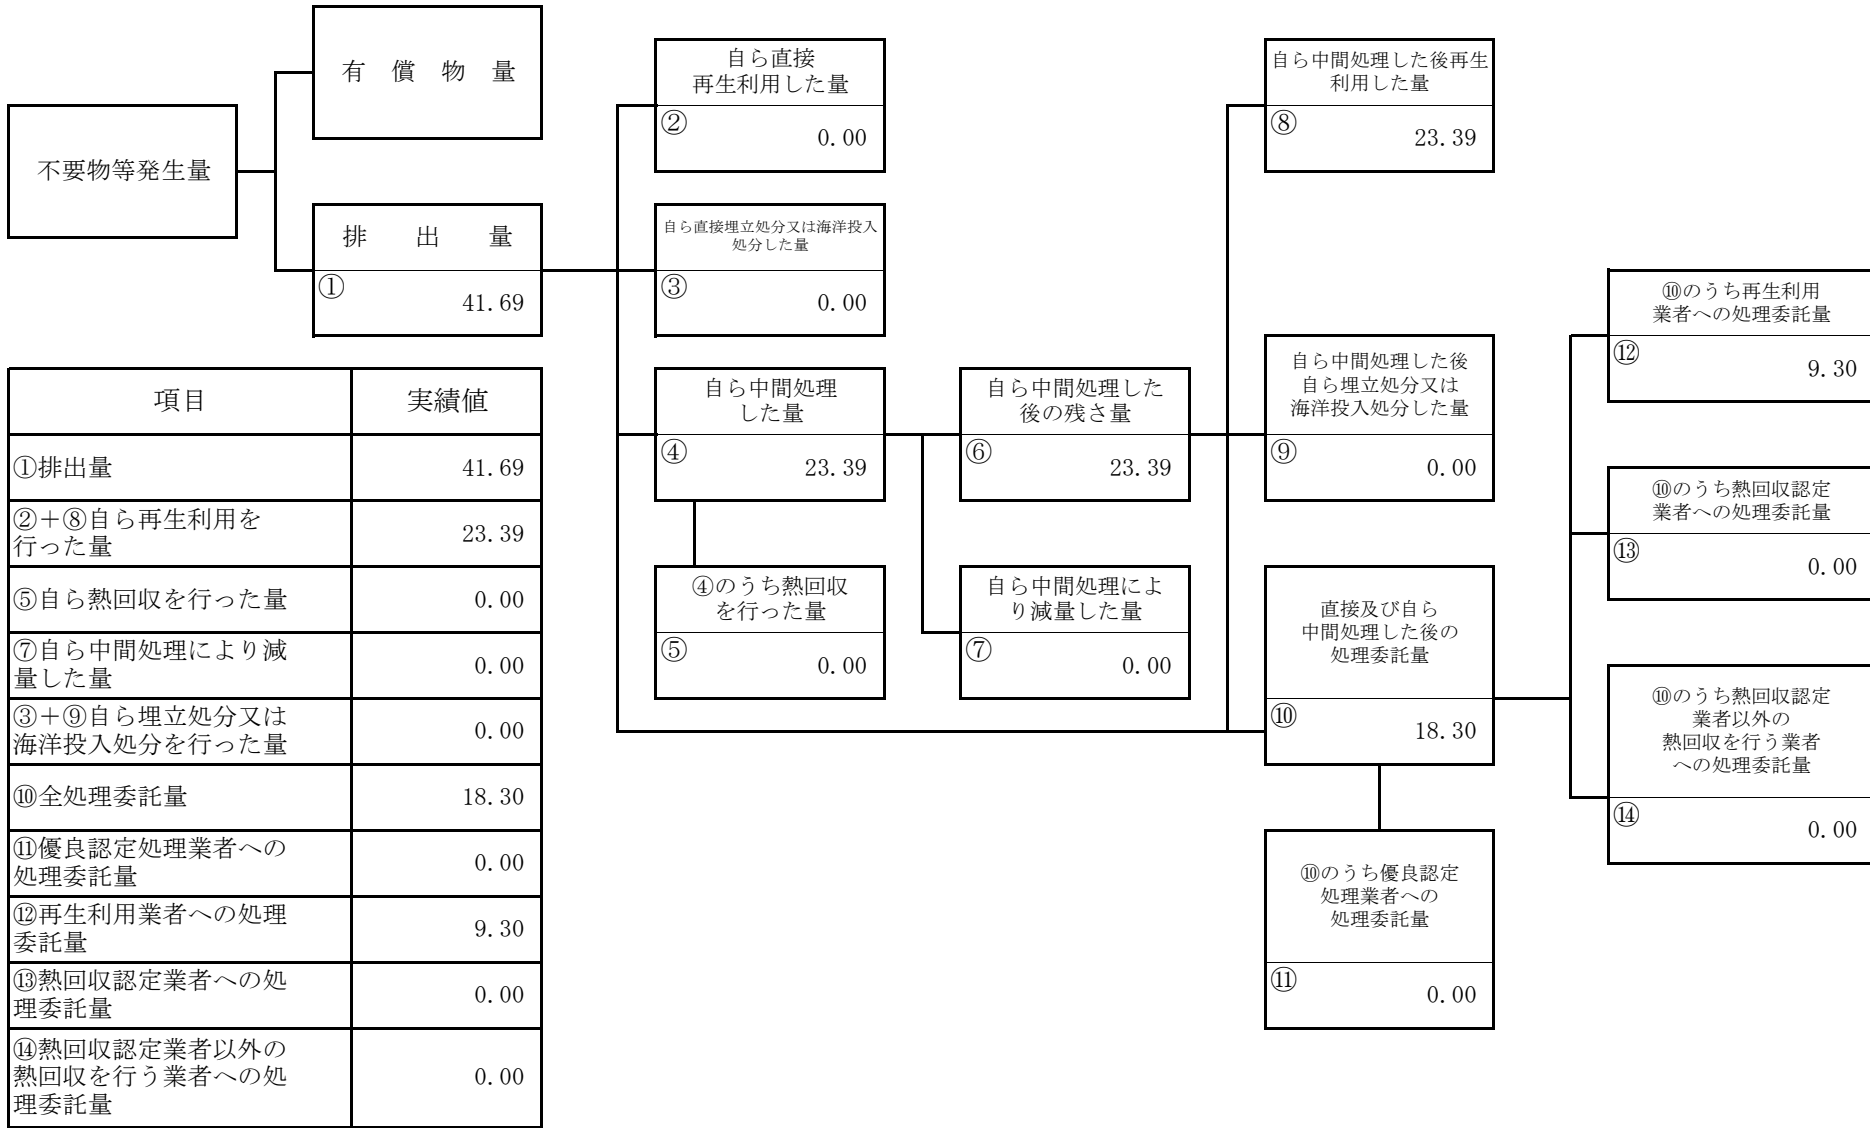 不要物等発生量
有 償 物 量
排 出 量
①
41.69
自ら直接
再生利用した量
②
0.00
自ら直接埋立処分又は海洋投入
処分した量
③
0.00
自ら中間処理
した量
④
23.39
④のうち熱回収
を行った量
⑤
0.00
自ら中間処理した
後の残さ量
⑥
23.39
自ら中間処理によ
り減量した量
⑦
0.00
自ら中間処理した後再生
利用した量
⑧
23.39
自ら中間処理した後
自ら埋立処分又は
海洋投入処分した量
⑨
0.00
直接及び自ら
中間処理した後の
処理委託量
⑩
18.30
⑩のうち優良認定
処理業者への
処理委託量
⑪
0.00
⑩のうち再生利用
業者への処理委託量
⑫
9.30
⑩のうち熱回収認定
業者への処理委託量
⑬
0.00
⑩のうち熱回収認定
業者以外の
熱回収を行う業者
への処理委託量
⑭
0.00
項目 実績値
①排出量 41.69
②+⑧自ら再生利用を
行った量 23.39
⑤自ら熱回収を行った量 0.00
⑦自ら中間処理により減
量した量 0.00
③+⑨自ら埋立処分又は
海洋投入処分を行った量 0.00
⑩全処理委託量 18.30
⑪優良認定処理業者への
処理委託量 0.00
⑫再生利用業者への処理
委託量 9.30
⑬熱回収認定業者への処
理委託量 0.00
⑭熱回収認定業者以外の
熱回収を行う業者への処
理委託量 0.00